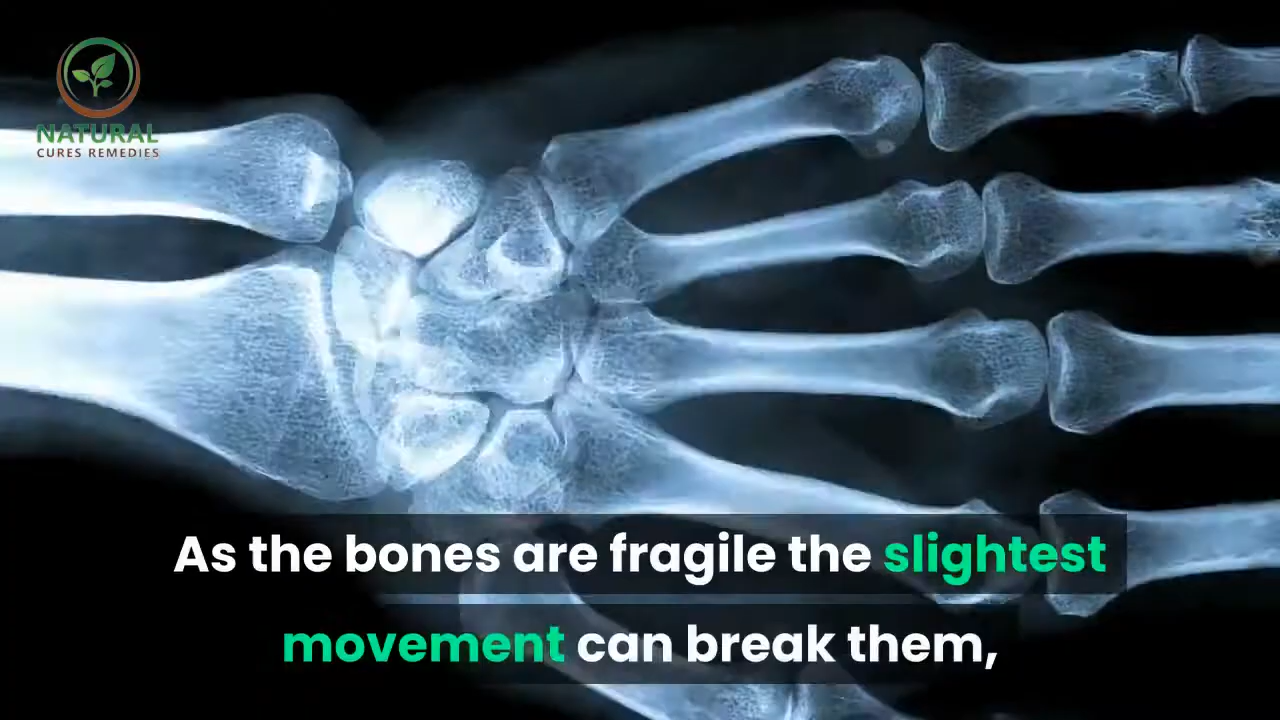 NATURAL
CURES REMEDIES
As the bones are fragile the slightest
movement can break them,